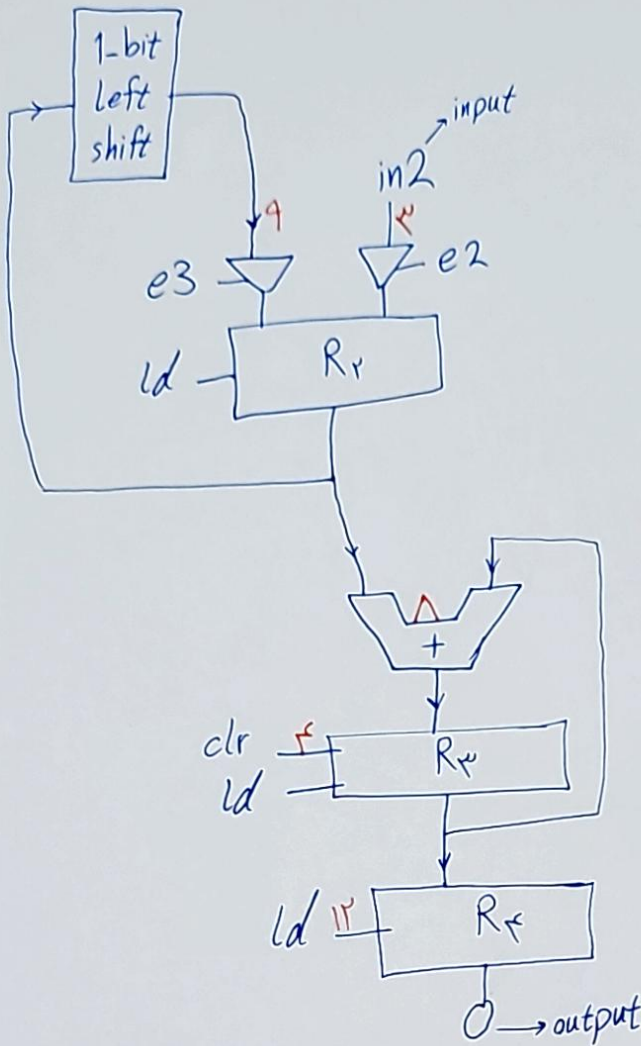 1-bit
left
shift
input
in2
۹
۳
e3
e2
ld
R۲
۸
+
clr
۴
R۳
ld
ld
۱۲
R۴
output